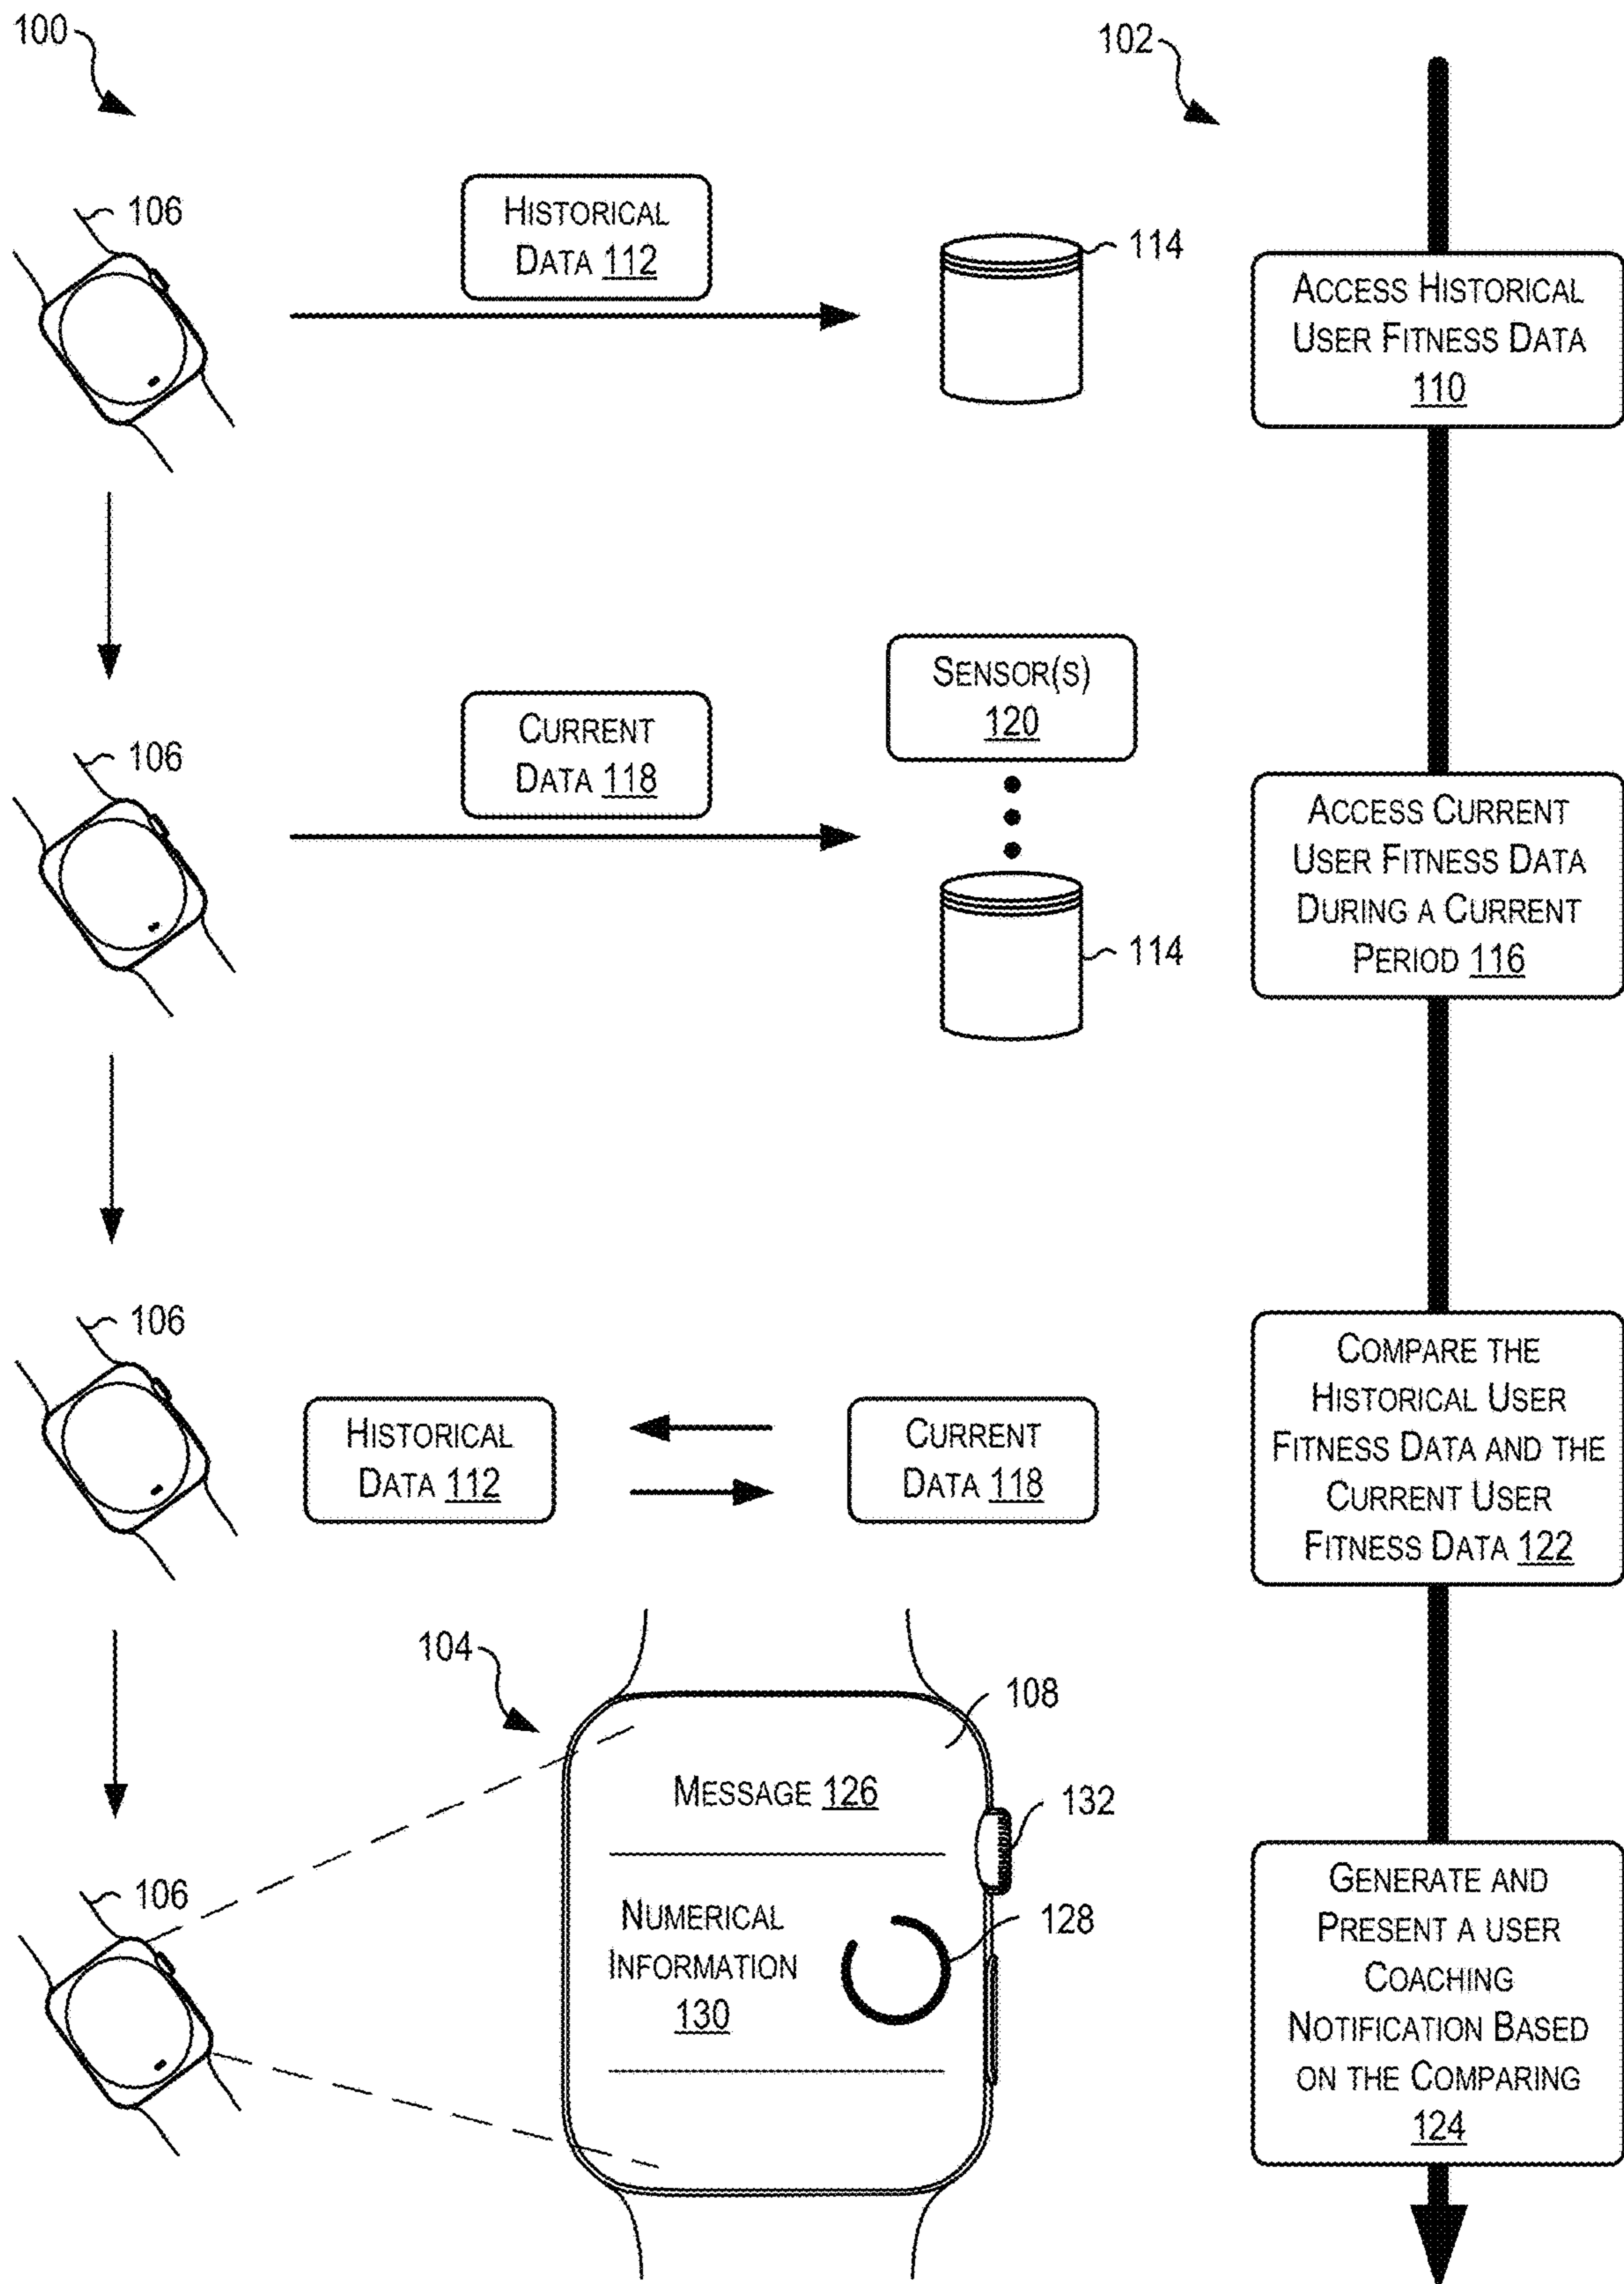 100
102
106
HISTORICAL
DATA 112
114
ACCESS HISTORICAL
USER FITNESS DATA
110
106
CURRENT
DATA 118
SENSOR(S)
120
114
ACCESS CURRENT
USER FITNESS DATA
DURING A CURRENT
PERIOD 116
106
HISTORICAL
DATA 112
CURRENT
DATA 118
COMPARE THE
HISTORICAL USER
FITNESS DATA AND THE
CURRENT USER
FITNESS DATA 122
104
108
MESSAGE 126
132
106
NUMERICAL
INFORMATION
130
128
GENERATE AND
PRESENT A USER
COACHING
NOTIFICATION BASED
ON THE COMPARING
124